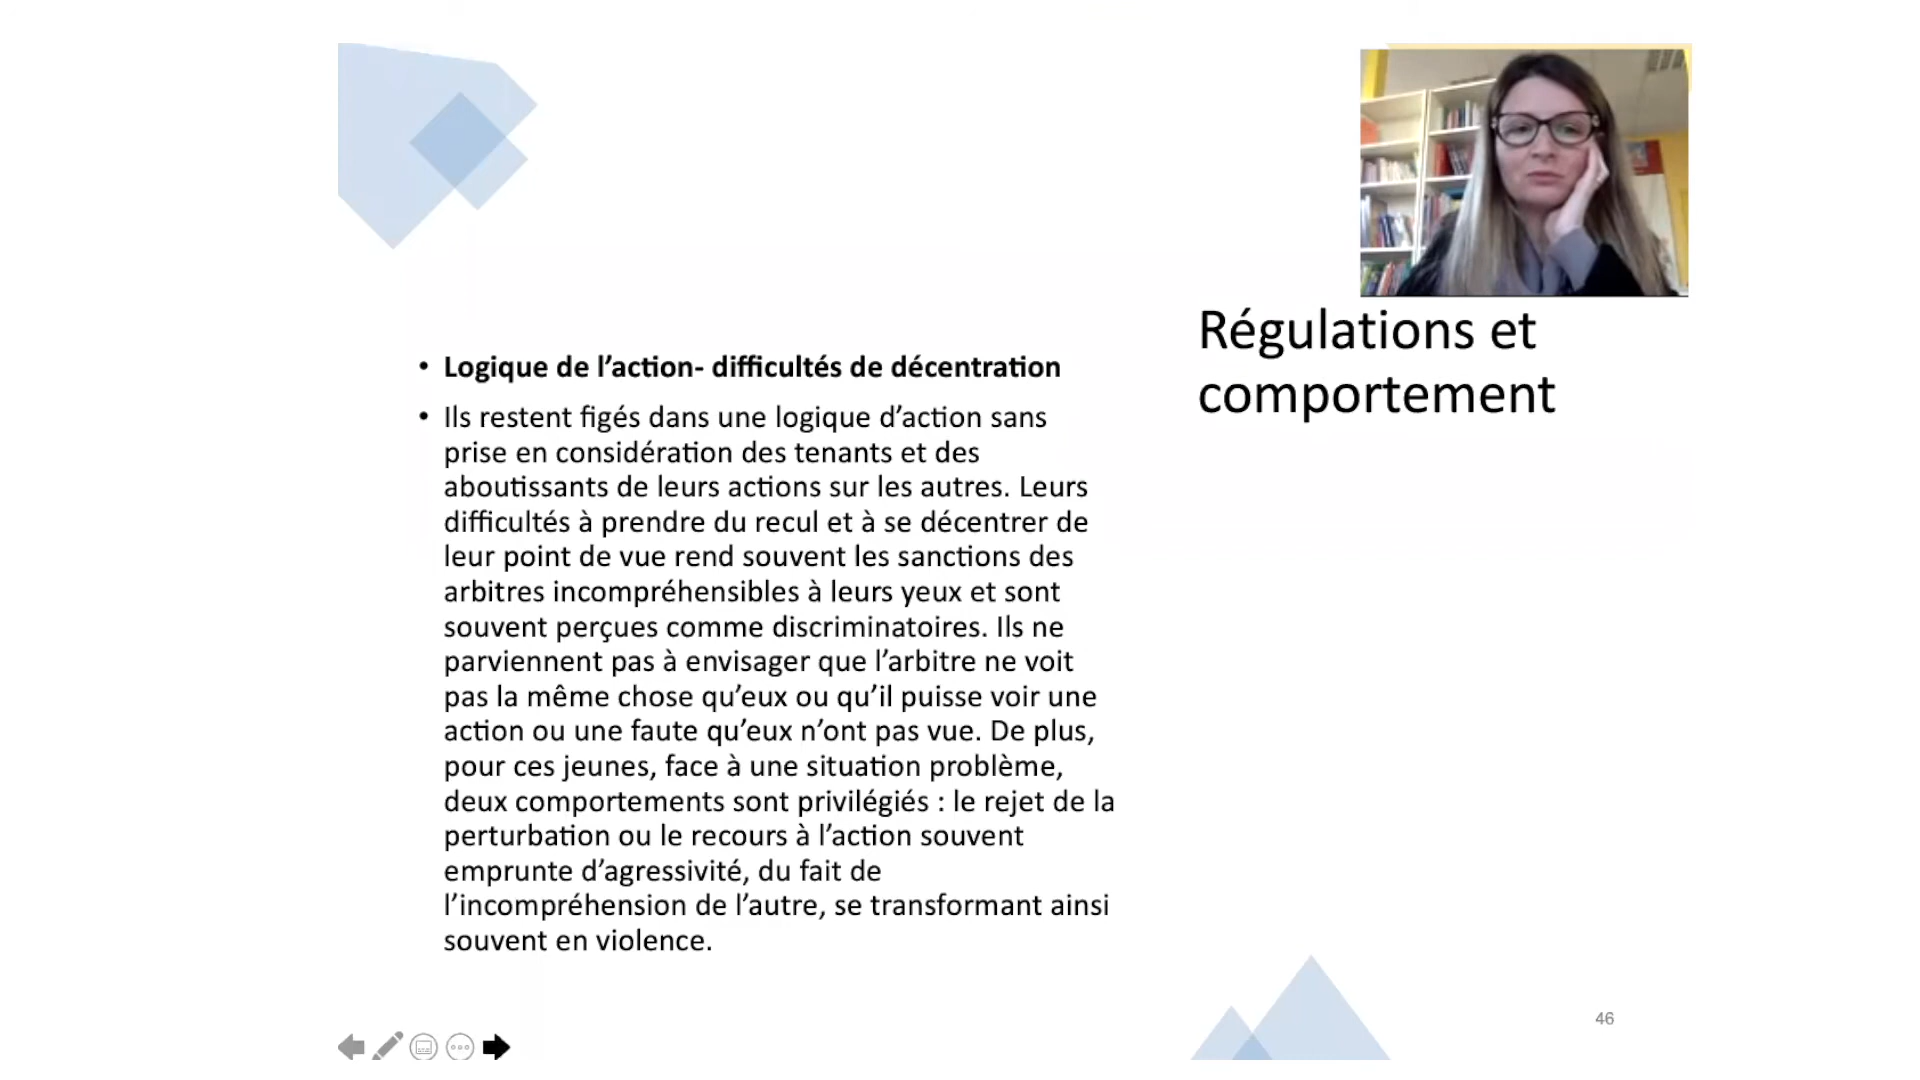 Régulations et
comportement
• Logique de l’action- difficultés de décentration
• Ils restent figés dans une logique d’action sans
prise en considération des tenants et des
aboutissants de leurs actions sur les autres. Leurs
difficultés à prendre du recul et à se décentrer de
leur point de vue rend souvent les sanctions des
arbitres incompréhensibles à leurs yeux et sont
souvent perçues comme discriminatoires. Ils ne
parviennent pas à envisager que l’arbitre ne voit
pas la même chose qu’eux ou qu’il puisse voir une
action ou une faute qu’eux n’ont pas vue. De plus,
pour ces jeunes, face à une situation problème,
deux comportements sont privilégiés : le rejet de la
perturbation ou le recours à l’action souvent
emprunte d’agressivité, du fait de
l’incompréhension de l’autre, se transformant ainsi
souvent en violence.
46